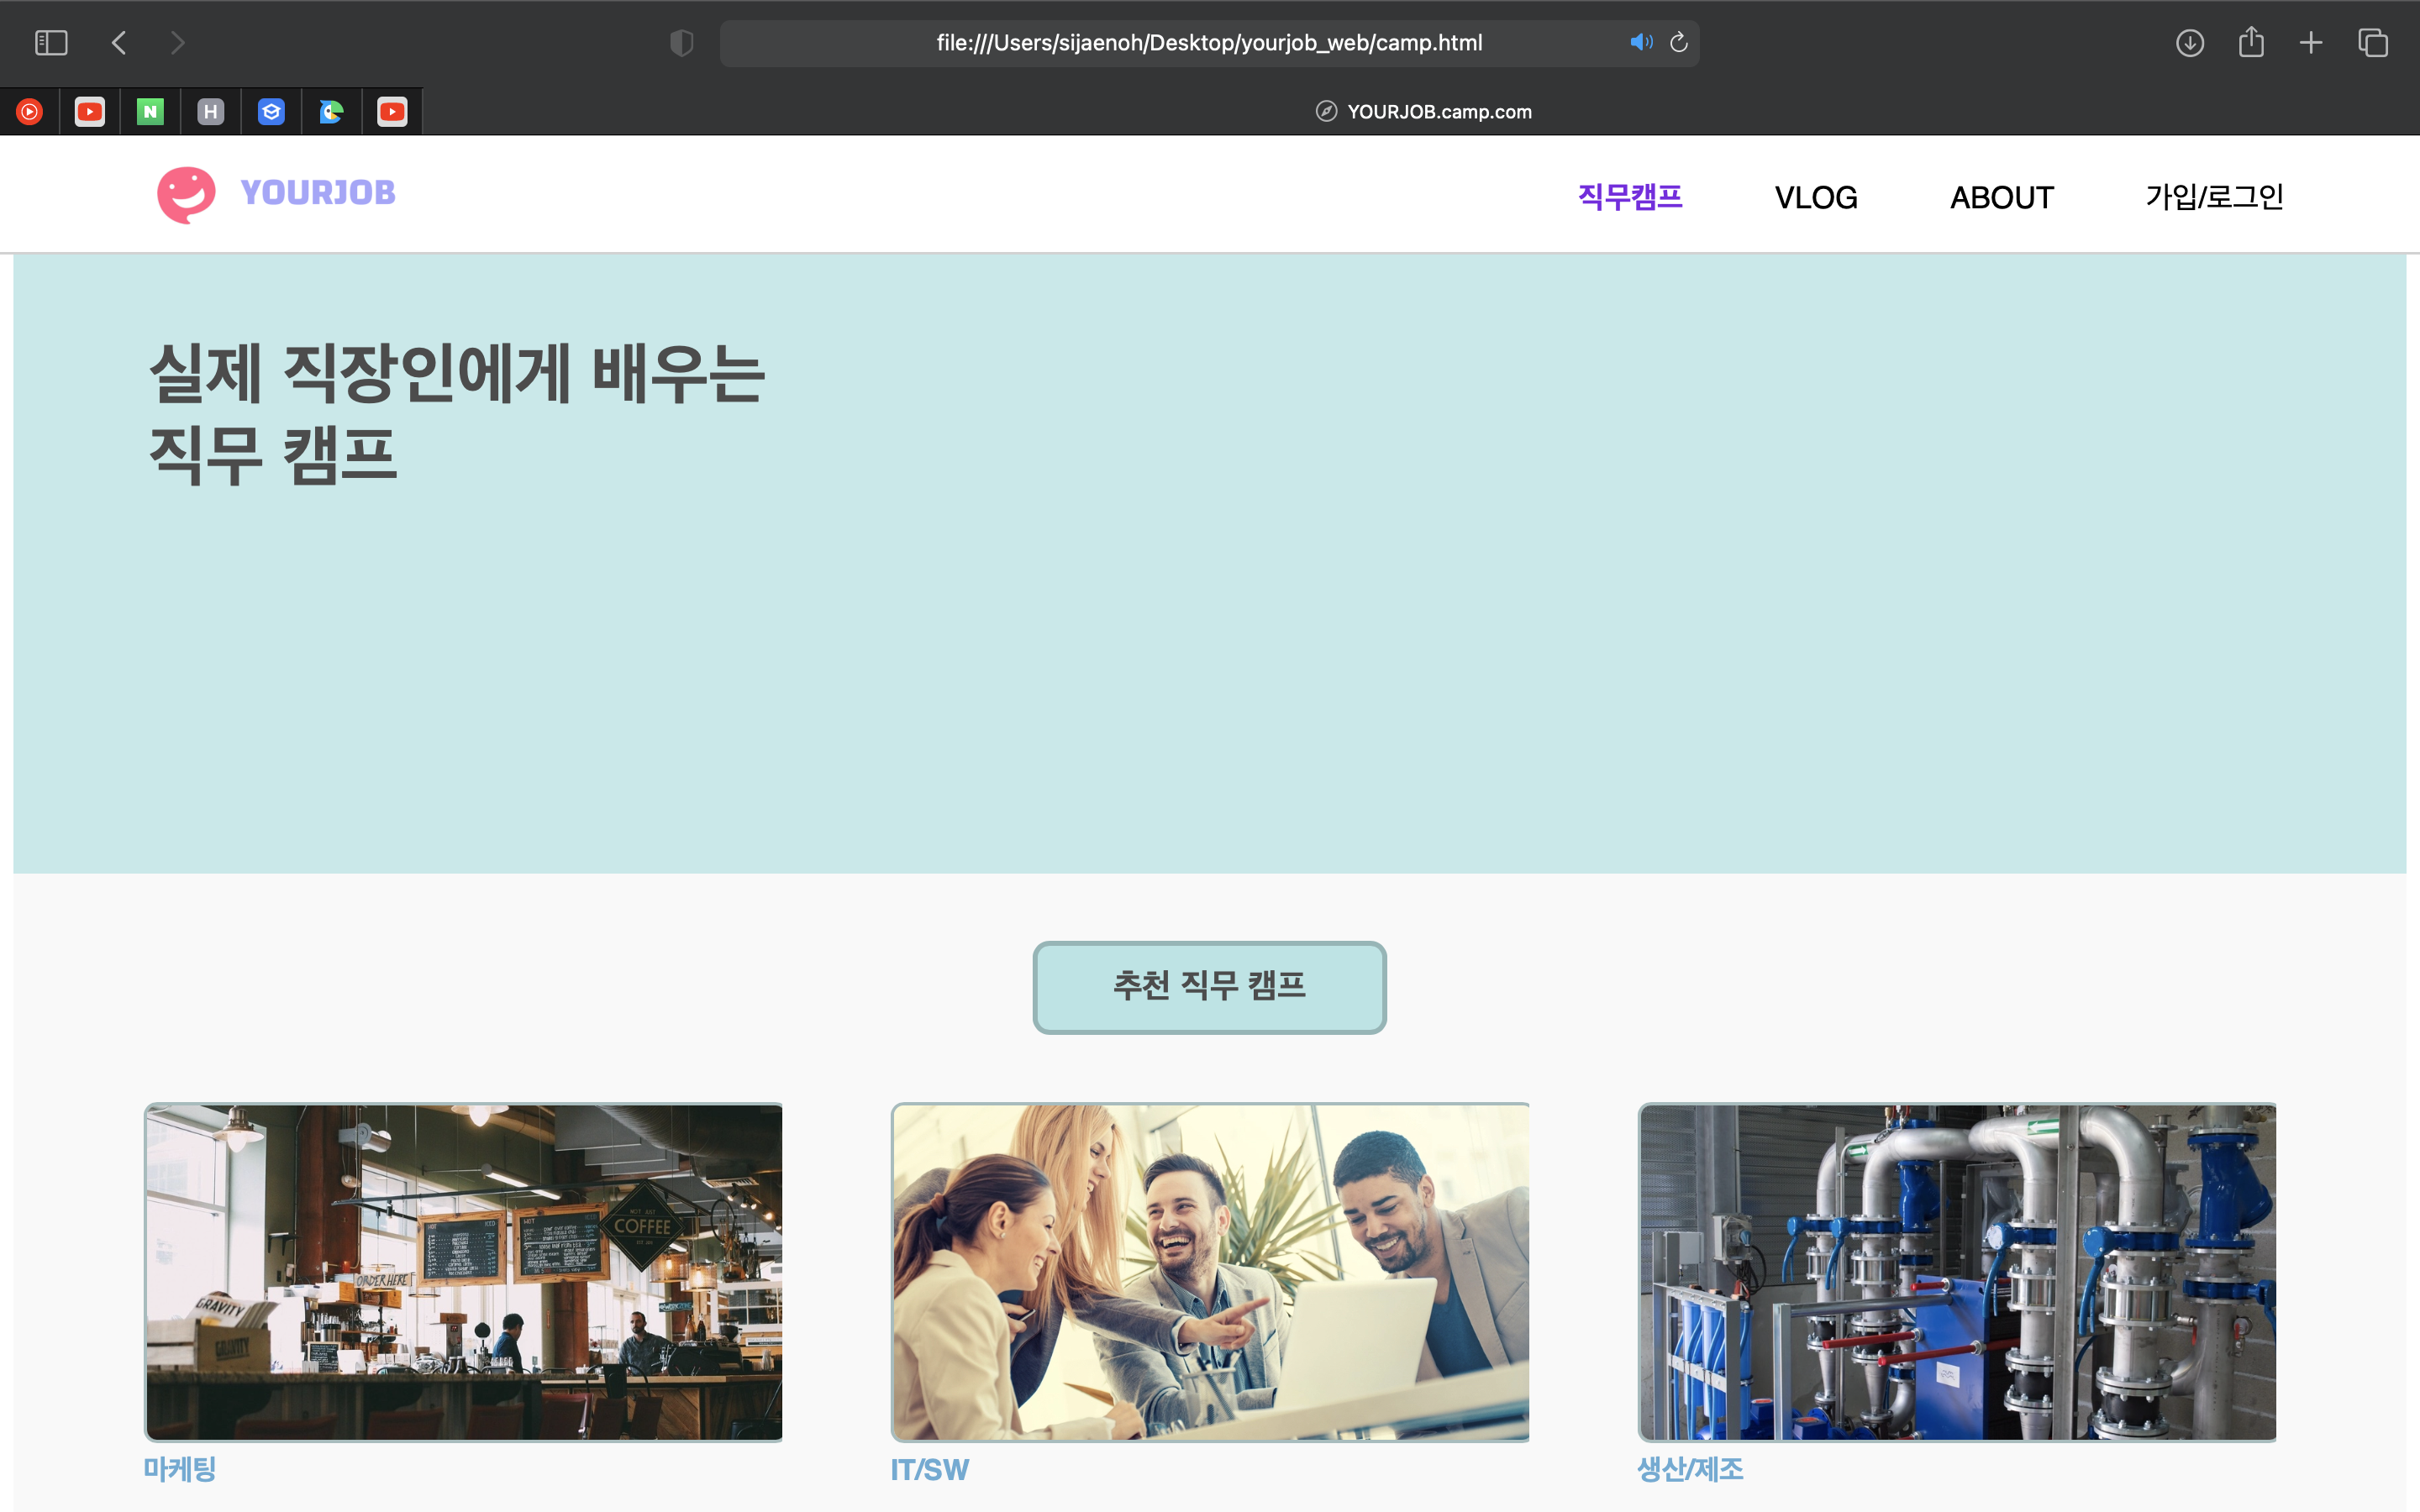 file:///Users/sijaenoh/Desktop/yourjob_web/camp.html
N
H
YOURJOB.camp.com
YOURJOB
직무캠프
VLOG
ABOUT
가입/로그인
실제 직장인에게 배우는
직무 캠프
추천 직무 캠프
COFFEE
ORDER HERE
GRAVITY
GRAVITY
마케팅
IT/SW
생산/제조